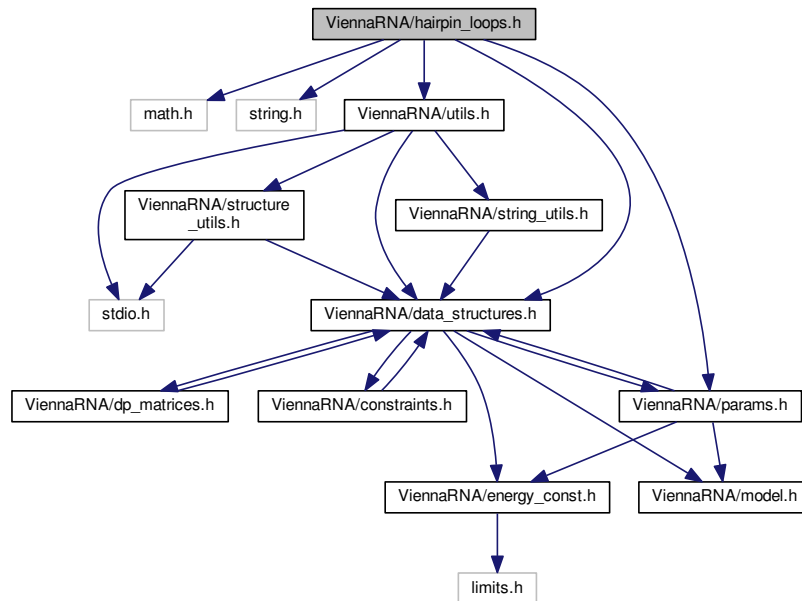 ViennaRNA/hairpin_loops.h
math.h
string.h
ViennaRNA/utils.h
ViennaRNA/structure
_utils.h
ViennaRNA/string_utils.h
stdio.h
ViennaRNA/data_structures.h
ViennaRNA/dp_matrices.h
ViennaRNA/constraints.h
ViennaRNA/params.h
ViennaRNA/energy_const.h
ViennaRNA/model.h
limits.h